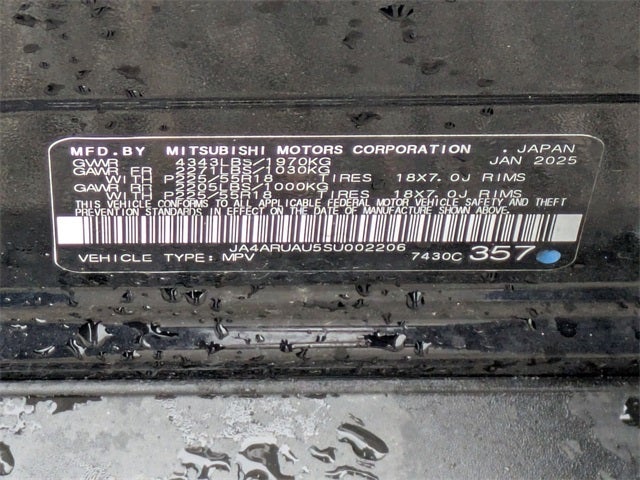 MFD.BY MITSUBISHI MOTORS CORPORATION , JAPAN
GVWR 4343LBS/1970KG JAN 2025
GAWR FR 2271LBS/1030KG
WITH P225/55R18 TIRES 18X7.0J RIMS
GAWR RR 2205LBS/1000KG
WITH P225/55R18 TIRES 18X7.0J RIMS
THIS VEHICLE CONFORMS TO ALL APPLICABLE FEDERAL MOTOR VEHICLE SAFETY AND THEFT
PREVENTION STANDARDS IN EFFECT ON THE DATE OF MANUFACTURE SHOWN ABOVE.
JA4ARUAU5SU002206
VEHICLE TYPE: MPV 7430C 357